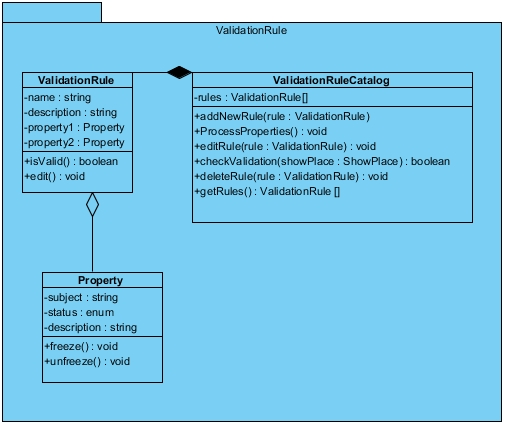 ValidationRule
ValidationRule
-name : string
-description : string
-property1 : Property
-property2 : Property
+isValid() : boolean
+edit() : void
ValidationRuleCatalog
-rules : ValidationRule[]
+addNewRule(rule : ValidationRule)
+ProcessProperties() : void
+editRule(rule : ValidationRule) : void
+checkValidation(showPlace : ShowPlace) : boolean
+deleteRule(rule : ValidationRule) : void
+getRules() : ValidationRule []
Property
-subject : string
-status : enum
-description : string
+freeze() : void
+unfreeze() : void